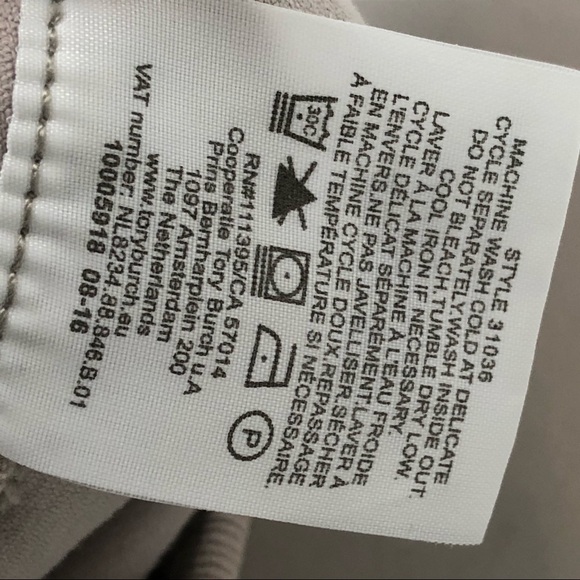 STYLE 31036
MACHINE WASH COLD AT DELICATE
CYCLE SEPARATELY.WASH INSIDE OUT.
DO NOT BLEACH.TUMBLE DRY LOW.
COOL IRON IF NECESSARY.
LAVER À LA MACHINE A L'EAU FROIDE
CYCLE DÉLICAT SÉPARÉMENT.LAVER À
L'ENVERS.NE PAS JAVELLISER SÉCHER
EN MACHINE CYCLE DOUX.REPASSAGE
A FAIBLE TEMPÉRATURE SI NÉCESSAIRE.
30C
P
RN#111395/CA 57014
Cooperatie Tory Burch u.A
Prins Bernharplein 200
1097 Amsterdam
The Netherlands
www.toryburch.eu
VAT number: NL8234.88.846.B.01
10005918 08-16